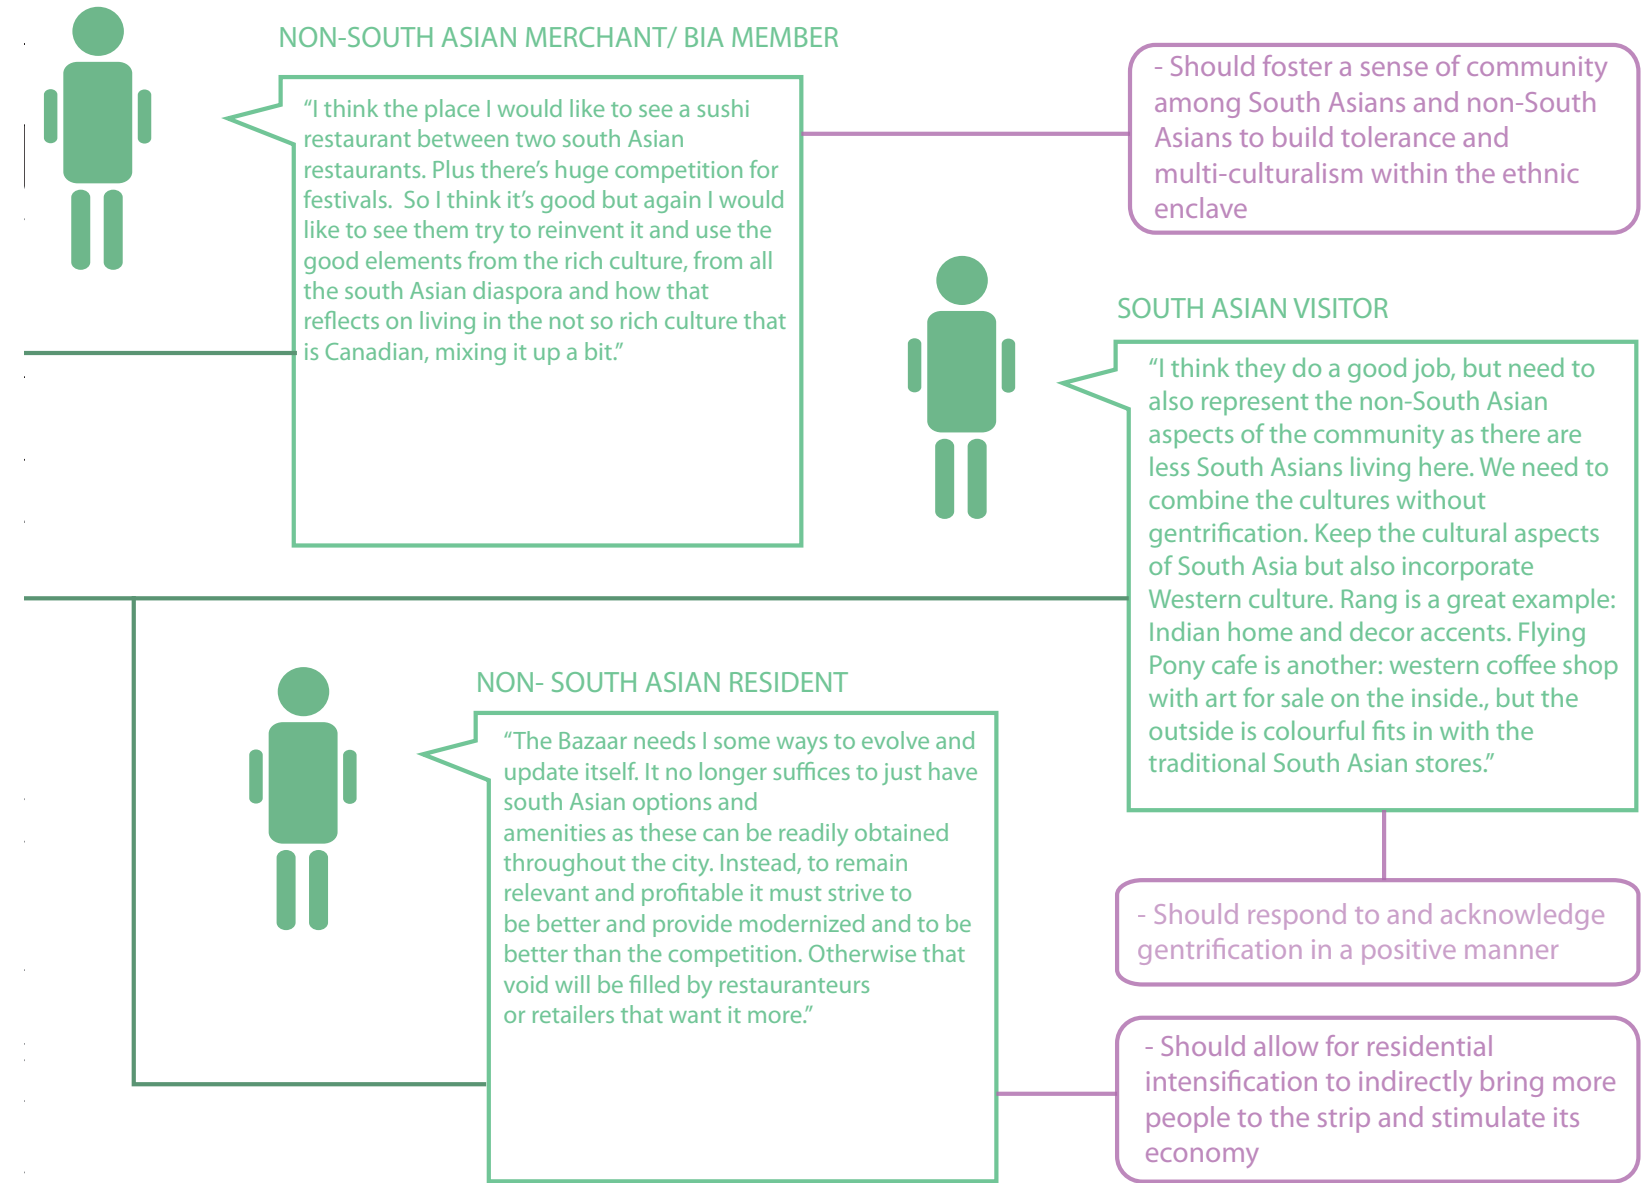 NON-SOUTH ASIAN MERCHANT/ BIA MEMBER
“I think the place I would like to see a sushi
restaurant between two south Asian
restaurants. Plus there’s huge competition for
festivals.  So I think it’s good but again I would
like to see them try to reinvent it and use the
good elements from the rich culture, from all
the south Asian diaspora and how that
reflects on living in the not so rich culture that
is Canadian, mixing it up a bit.”
- Should foster a sense of community
among South Asians and non-South
Asians to build tolerance and
multi-culturalism within the ethnic
enclave
SOUTH ASIAN VISITOR
“I think they do a good job, but need to
also represent the non-South Asian
aspects of the community as there are
less South Asians living here. We need to
combine the cultures without
gentrification. Keep the cultural aspects
of South Asia but also incorporate
Western culture. Rang is a great example:
Indian home and decor accents. Flying
Pony cafe is another: western coffee shop
with art for sale on the inside., but the
outside is colourful fits in with the
traditional South Asian stores.”
NON- SOUTH ASIAN RESIDENT
“The Bazaar needs I some ways to evolve and
update itself. It no longer suffices to just have
south Asian options and
amenities as these can be readily obtained
throughout the city. Instead, to remain
relevant and profitable it must strive to
be better and provide modernized and to be
better than the competition. Otherwise that
void will be filled by restauranteurs
or retailers that want it more.”
- Should respond to and acknowledge
gentrification in a positive manner
- Should allow for residential
intensification to indirectly bring more
people to the strip and stimulate its
economy